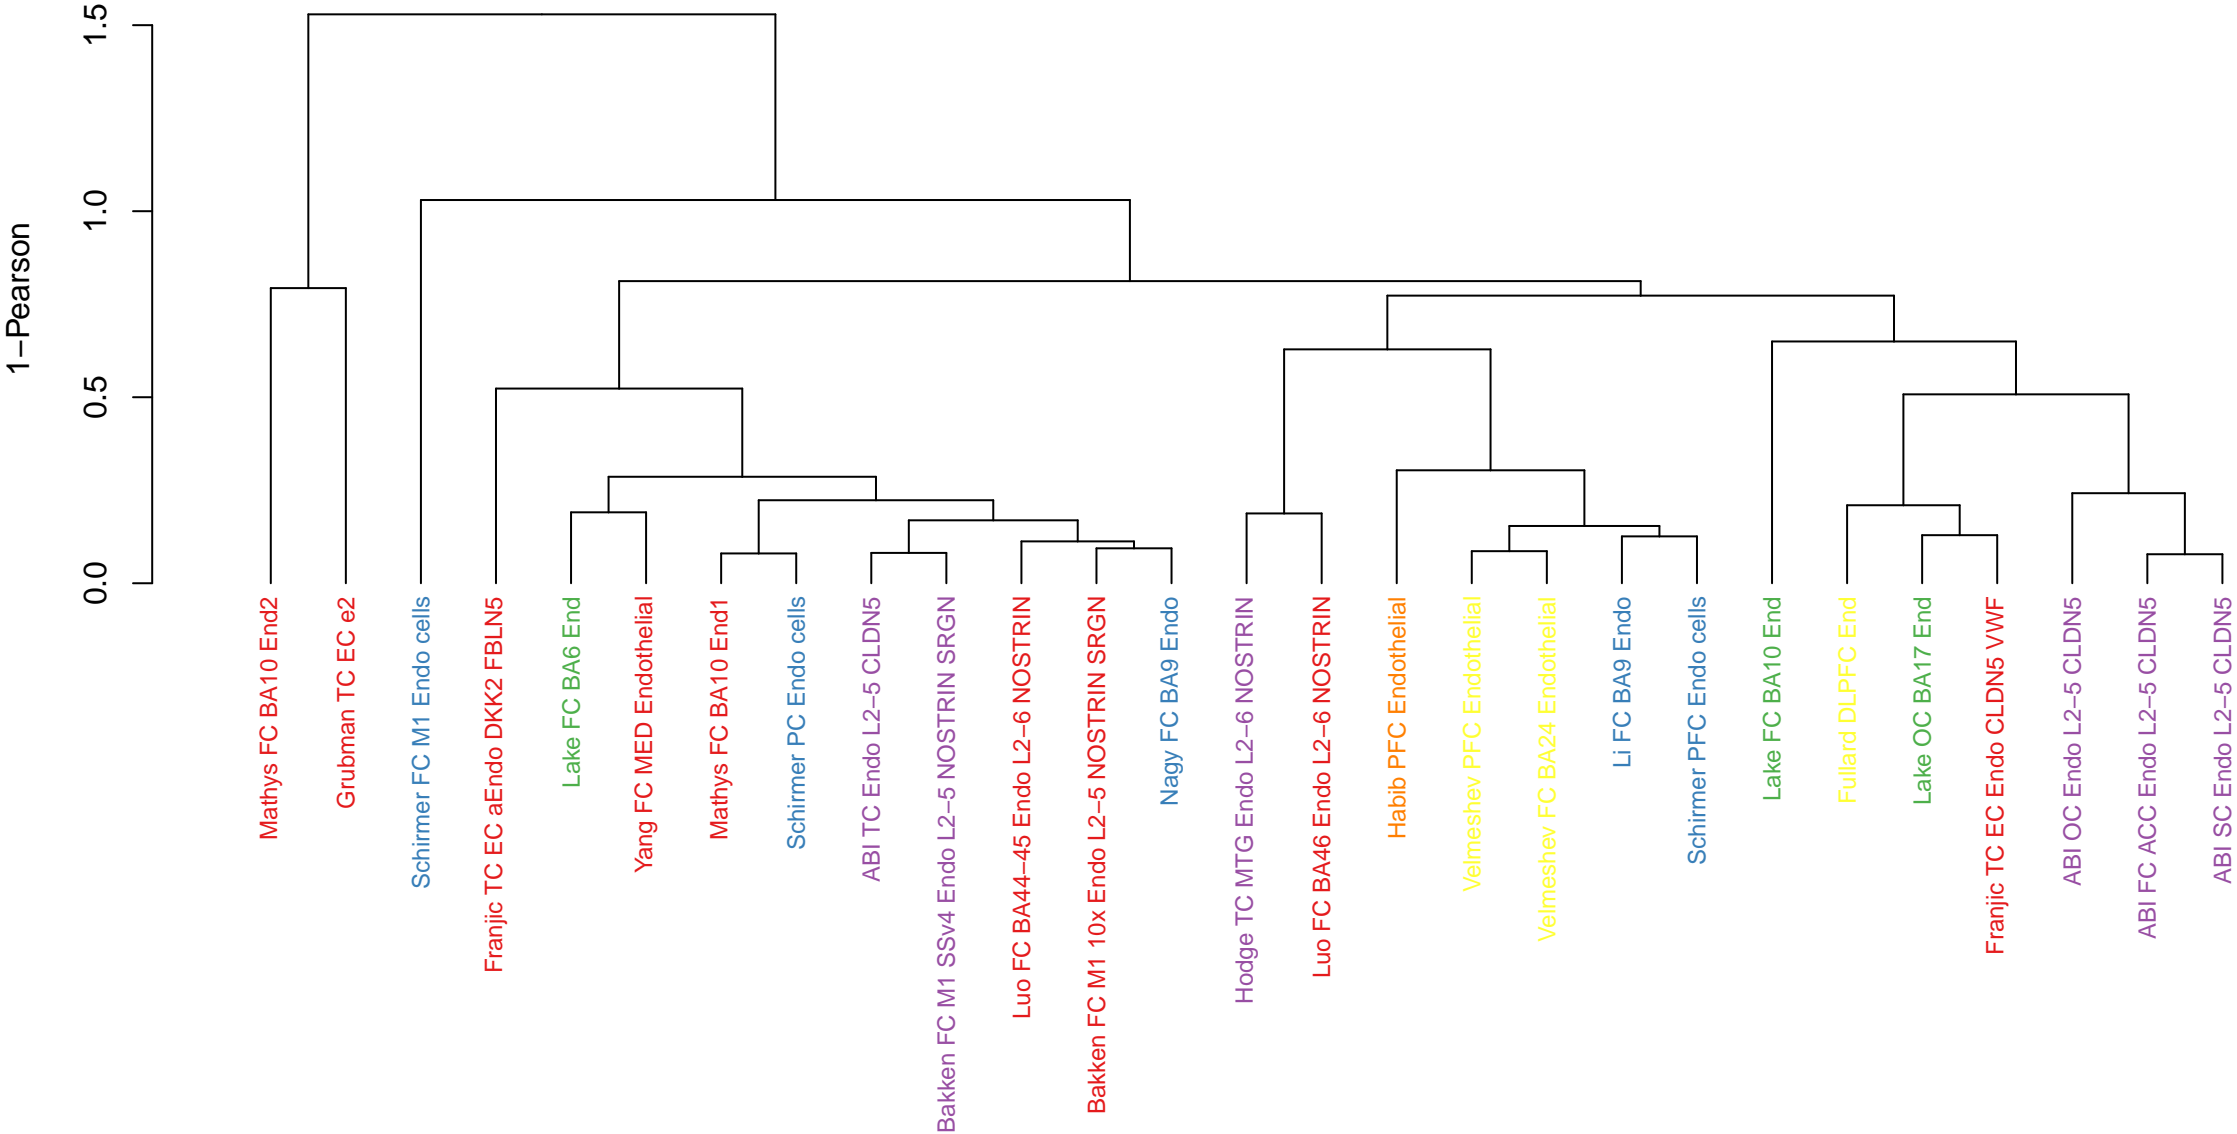 1−Pearson
1.5
1.0
0.5
0.0
Mathys FC BA10 End2
Grubman TC EC e2
Schirmer FC M1 Endo cells
Franjic TC EC aEndo DKK2 FBLN5
Lake FC BA6 End
Yang FC MED Endothelial
Mathys FC BA10 End1
Schirmer PC Endo cells
ABI TC Endo L2−5 CLDN5
Bakken FC M1 SSv4 Endo L2−5 NOSTRIN SRGN
Luo FC BA44−45 Endo L2−6 NOSTRIN
Bakken FC M1 10x Endo L2−5 NOSTRIN SRGN
Nagy FC BA9 Endo
Hodge TC MTG Endo L2−6 NOSTRIN
Luo FC BA46 Endo L2−6 NOSTRIN
Habib PFC Endothelial
Velmeshev PFC Endothelial
Velmeshev FC BA24 Endothelial
Li FC BA9 Endo
Schirmer PFC Endo cells
Lake FC BA10 End
Fullard DLPFC End
Lake OC BA17 End
Franjic TC EC Endo CLDN5 VWF
ABI OC Endo L2−5 CLDN5
ABI FC ACC Endo L2−5 CLDN5
ABI SC Endo L2−5 CLDN5